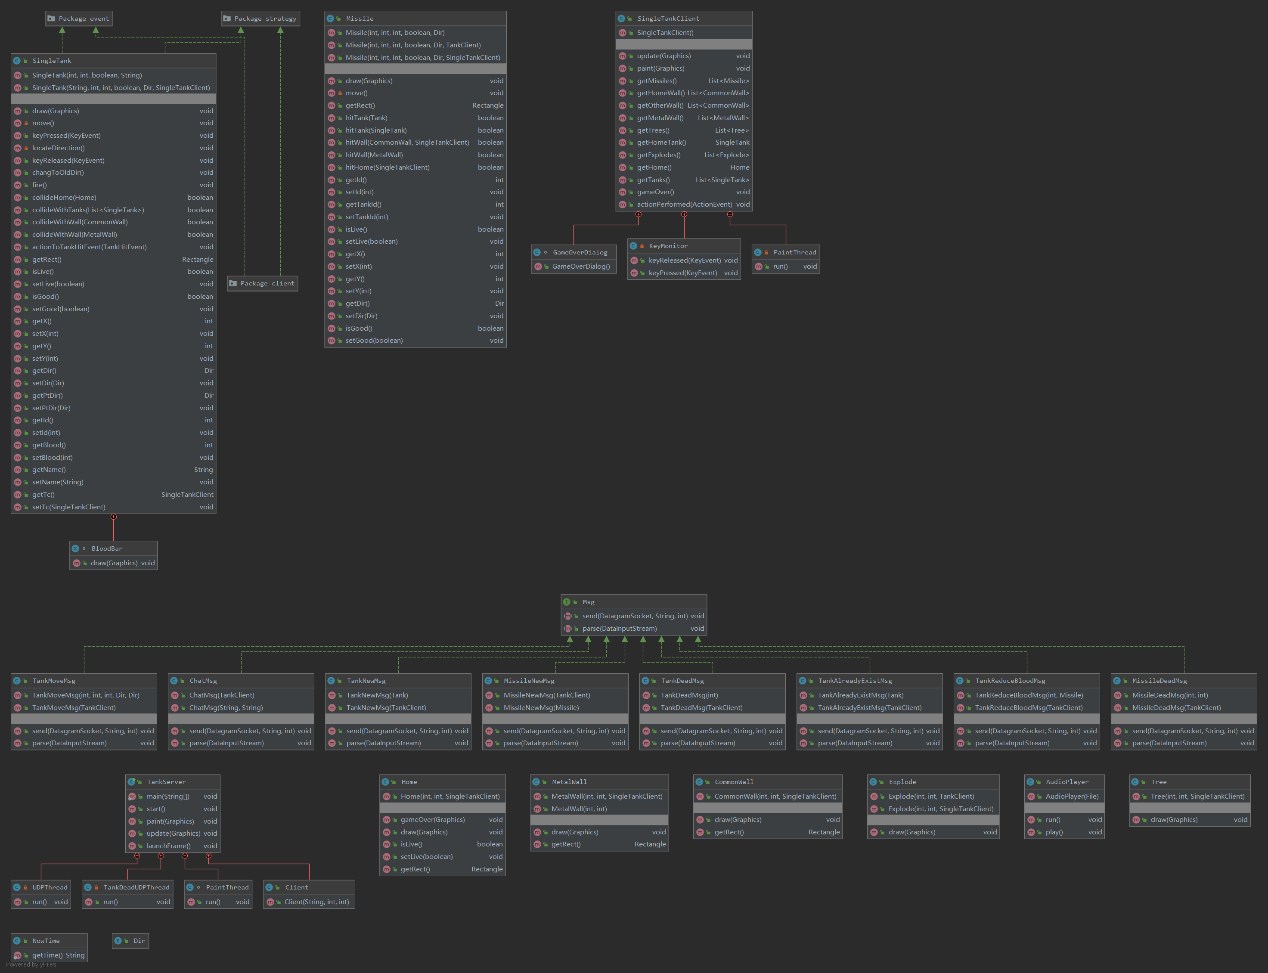 Package event
Package strategy
SingleTank
SingleTank(int, int, boolean, String)
SingleTank(String, int, int, boolean, Dir, SingleTankClient)
draw(Graphics) void
move() void
keyPressed(KeyEvent) void
locateDirection() void
keyReleased(KeyEvent) void
changToOldDir() void
fire() void
collideHome(Home) boolean
collideWithTanks(List<SingleTank>) boolean
collideWithWall(CommonWall) boolean
collideWithWall(MetalWall) boolean
actionToTankHitEvent(TankHitEvent) void
getRect() Rectangle
isLive() boolean
setLive(boolean) void
isGood() boolean
setGood(boolean) void
getX() int
setX(int) void
getY() int
setY(int) void
getDir() Dir
setDir(Dir) void
getPtDir() Dir
setPtDir(Dir) void
getId() int
setId(int) void
getBlood() int
setBlood(int) void
getName() String
setName(String) void
getTc() SingleTankClient
setTc(SingleTankClient) void
BloodBar
draw(Graphics) void
Package client
Missile
Missile(int, int, int, boolean, Dir)
Missile(int, int, int, boolean, Dir, TankClient)
Missile(int, int, int, boolean, Dir, SingleTankClient)
draw(Graphics) void
move() void
getRect() Rectangle
hitTank(Tank) boolean
hitTank(SingleTank) boolean
hitWall(CommonWall, SingleTankClient) boolean
hitWall(MetalWall) boolean
hitHome(SingleTankClient) boolean
getId() int
setId(int) void
getTankId() int
setTankId(int) void
isLive() boolean
setLive(boolean) void
getX() int
setX(int) void
getY() int
setY(int) void
getDir() Dir
setDir(Dir) void
isGood() boolean
setGood(boolean) void
SingleTankClient
SingleTankClient()
update(Graphics) void
paint(Graphics) void
getMissiles() List<Missile>
getHomeWall() List<CommonWall>
getOtherWall() List<CommonWall>
getMetalWall() List<MetalWall>
getTrees() List<Tree>
getHomeTank() SingleTank
getExplodes() List<Explode>
getHome() Home
getTanks() List<SingleTank>
gameOver() void
actionPerformed(ActionEvent) void
GameOverDialog
GameOverDialog()
KeyMonitor
keyReleased(KeyEvent) void
keyPressed(KeyEvent) void
PaintThread
run() void
Msg
send(DatagramSocket, String, int) void
parse(DataInputStream) void
TankMoveMsg
TankMoveMsg(int, int, int, Dir, Dir)
TankMoveMsg(TankClient)
send(DatagramSocket, String, int) void
parse(DataInputStream) void
ChatMsg
ChatMsg(TankClient)
ChatMsg(String, String)
send(DatagramSocket, String, int) void
parse(DataInputStream) void
TankNewMsg
TankNewMsg(Tank)
TankNewMsg(TankClient)
send(DatagramSocket, String, int) void
parse(DataInputStream) void
MissileNewMsg
MissileNewMsg(TankClient)
MissileNewMsg(Missile)
send(DatagramSocket, String, int) void
parse(DataInputStream) void
TankDeadMsg
TankDeadMsg(int)
TankDeadMsg(TankClient)
send(DatagramSocket, String, int) void
parse(DataInputStream) void
TankAlreadyExistMsg
TankAlreadyExistMsg(Tank)
TankAlreadyExistMsg(TankClient)
send(DatagramSocket, String, int) void
parse(DataInputStream) void
TankReduceBloodMsg
TankReduceBloodMsg(int, Missile)
TankReduceBloodMsg(TankClient)
send(DatagramSocket, String, int) void
parse(DataInputStream) void
MissileDeadMsg
MissileDeadMsg(int, int)
MissileDeadMsg(TankClient)
send(DatagramSocket, String, int) void
parse(DataInputStream) void
TankServer
main(String[]) void
start() void
paint(Graphics) void
update(Graphics) void
launchFrame() void
UDPThread
run() void
TankDeadUDPThread
run() void
PaintThread
run() void
Client
Client(String, int, int)
Home
Home(int, int, SingleTankClient)
gameOver(Graphics) void
draw(Graphics) void
isLive() boolean
setLive(boolean) void
getRect() Rectangle
MetalWall
MetalWall(int, int, SingleTankClient)
MetalWall(int, int)
draw(Graphics) void
getRect() Rectangle
CommonWall
CommonWall(int, int, SingleTankClient)
draw(Graphics) void
getRect() Rectangle
Explode
Explode(int, int, TankClient)
Explode(int, int, SingleTankClient)
draw(Graphics) void
AudioPlayer
AudioPlayer(File)
run() void
play() void
Tree
Tree(int, int, SingleTankClient)
draw(Graphics) void
NowTime
getTime() String
Dir
Powered by yFiles